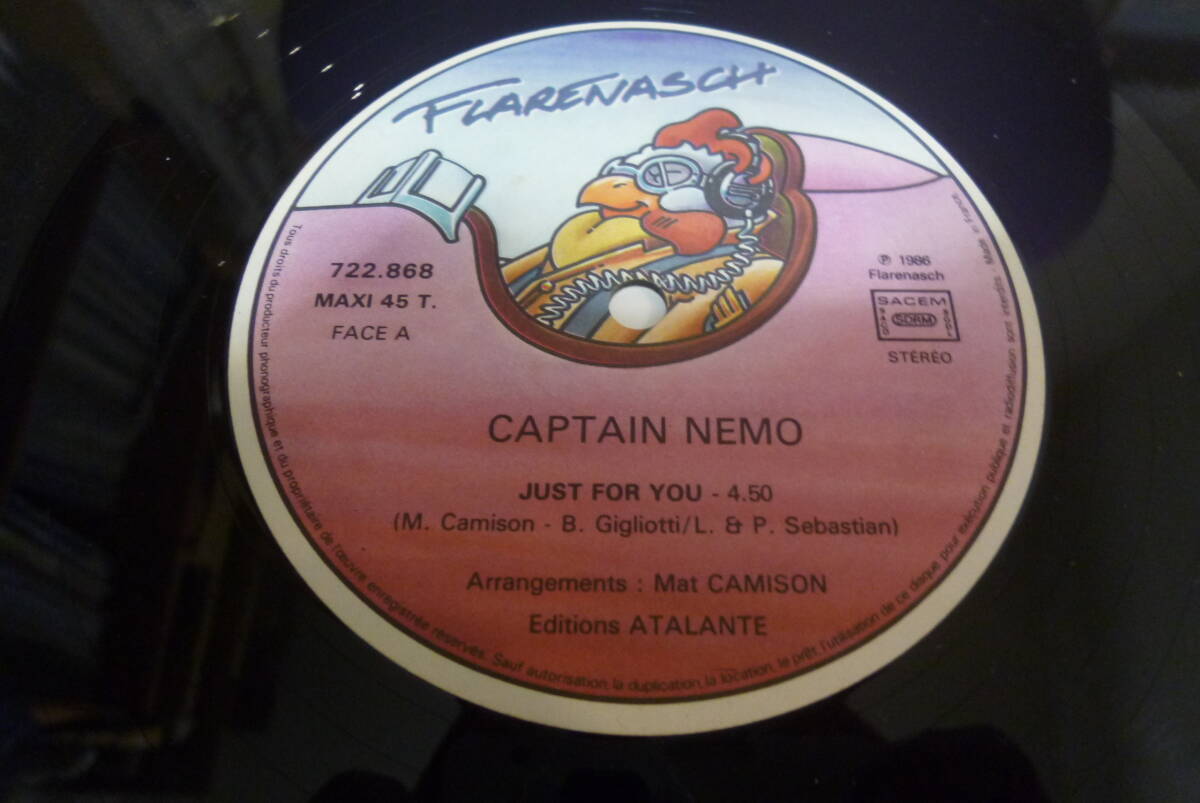 FLARENASCH
722.868
MAXI 45 T.
FACE A
℗ 1986
Flarenasch
SACEM
SACD
SDRM
SGDL
STÉRÉO
CAPTAIN NEMO
JUST FOR YOU - 4.50
(M. Camison - B. Gigliotti/L. & P. Sebastian)
Arrangements : Mat CAMISON
Editions ATALANTE
Tous droits du producteur phonographique et du propriétaire de l'œuvre enregistrée réservés. Sauf autorisation, la duplication, la location, le prêt, l'utilisation de ce disque pour exécution publique et radiodiffusion sont interdits. Made in France.